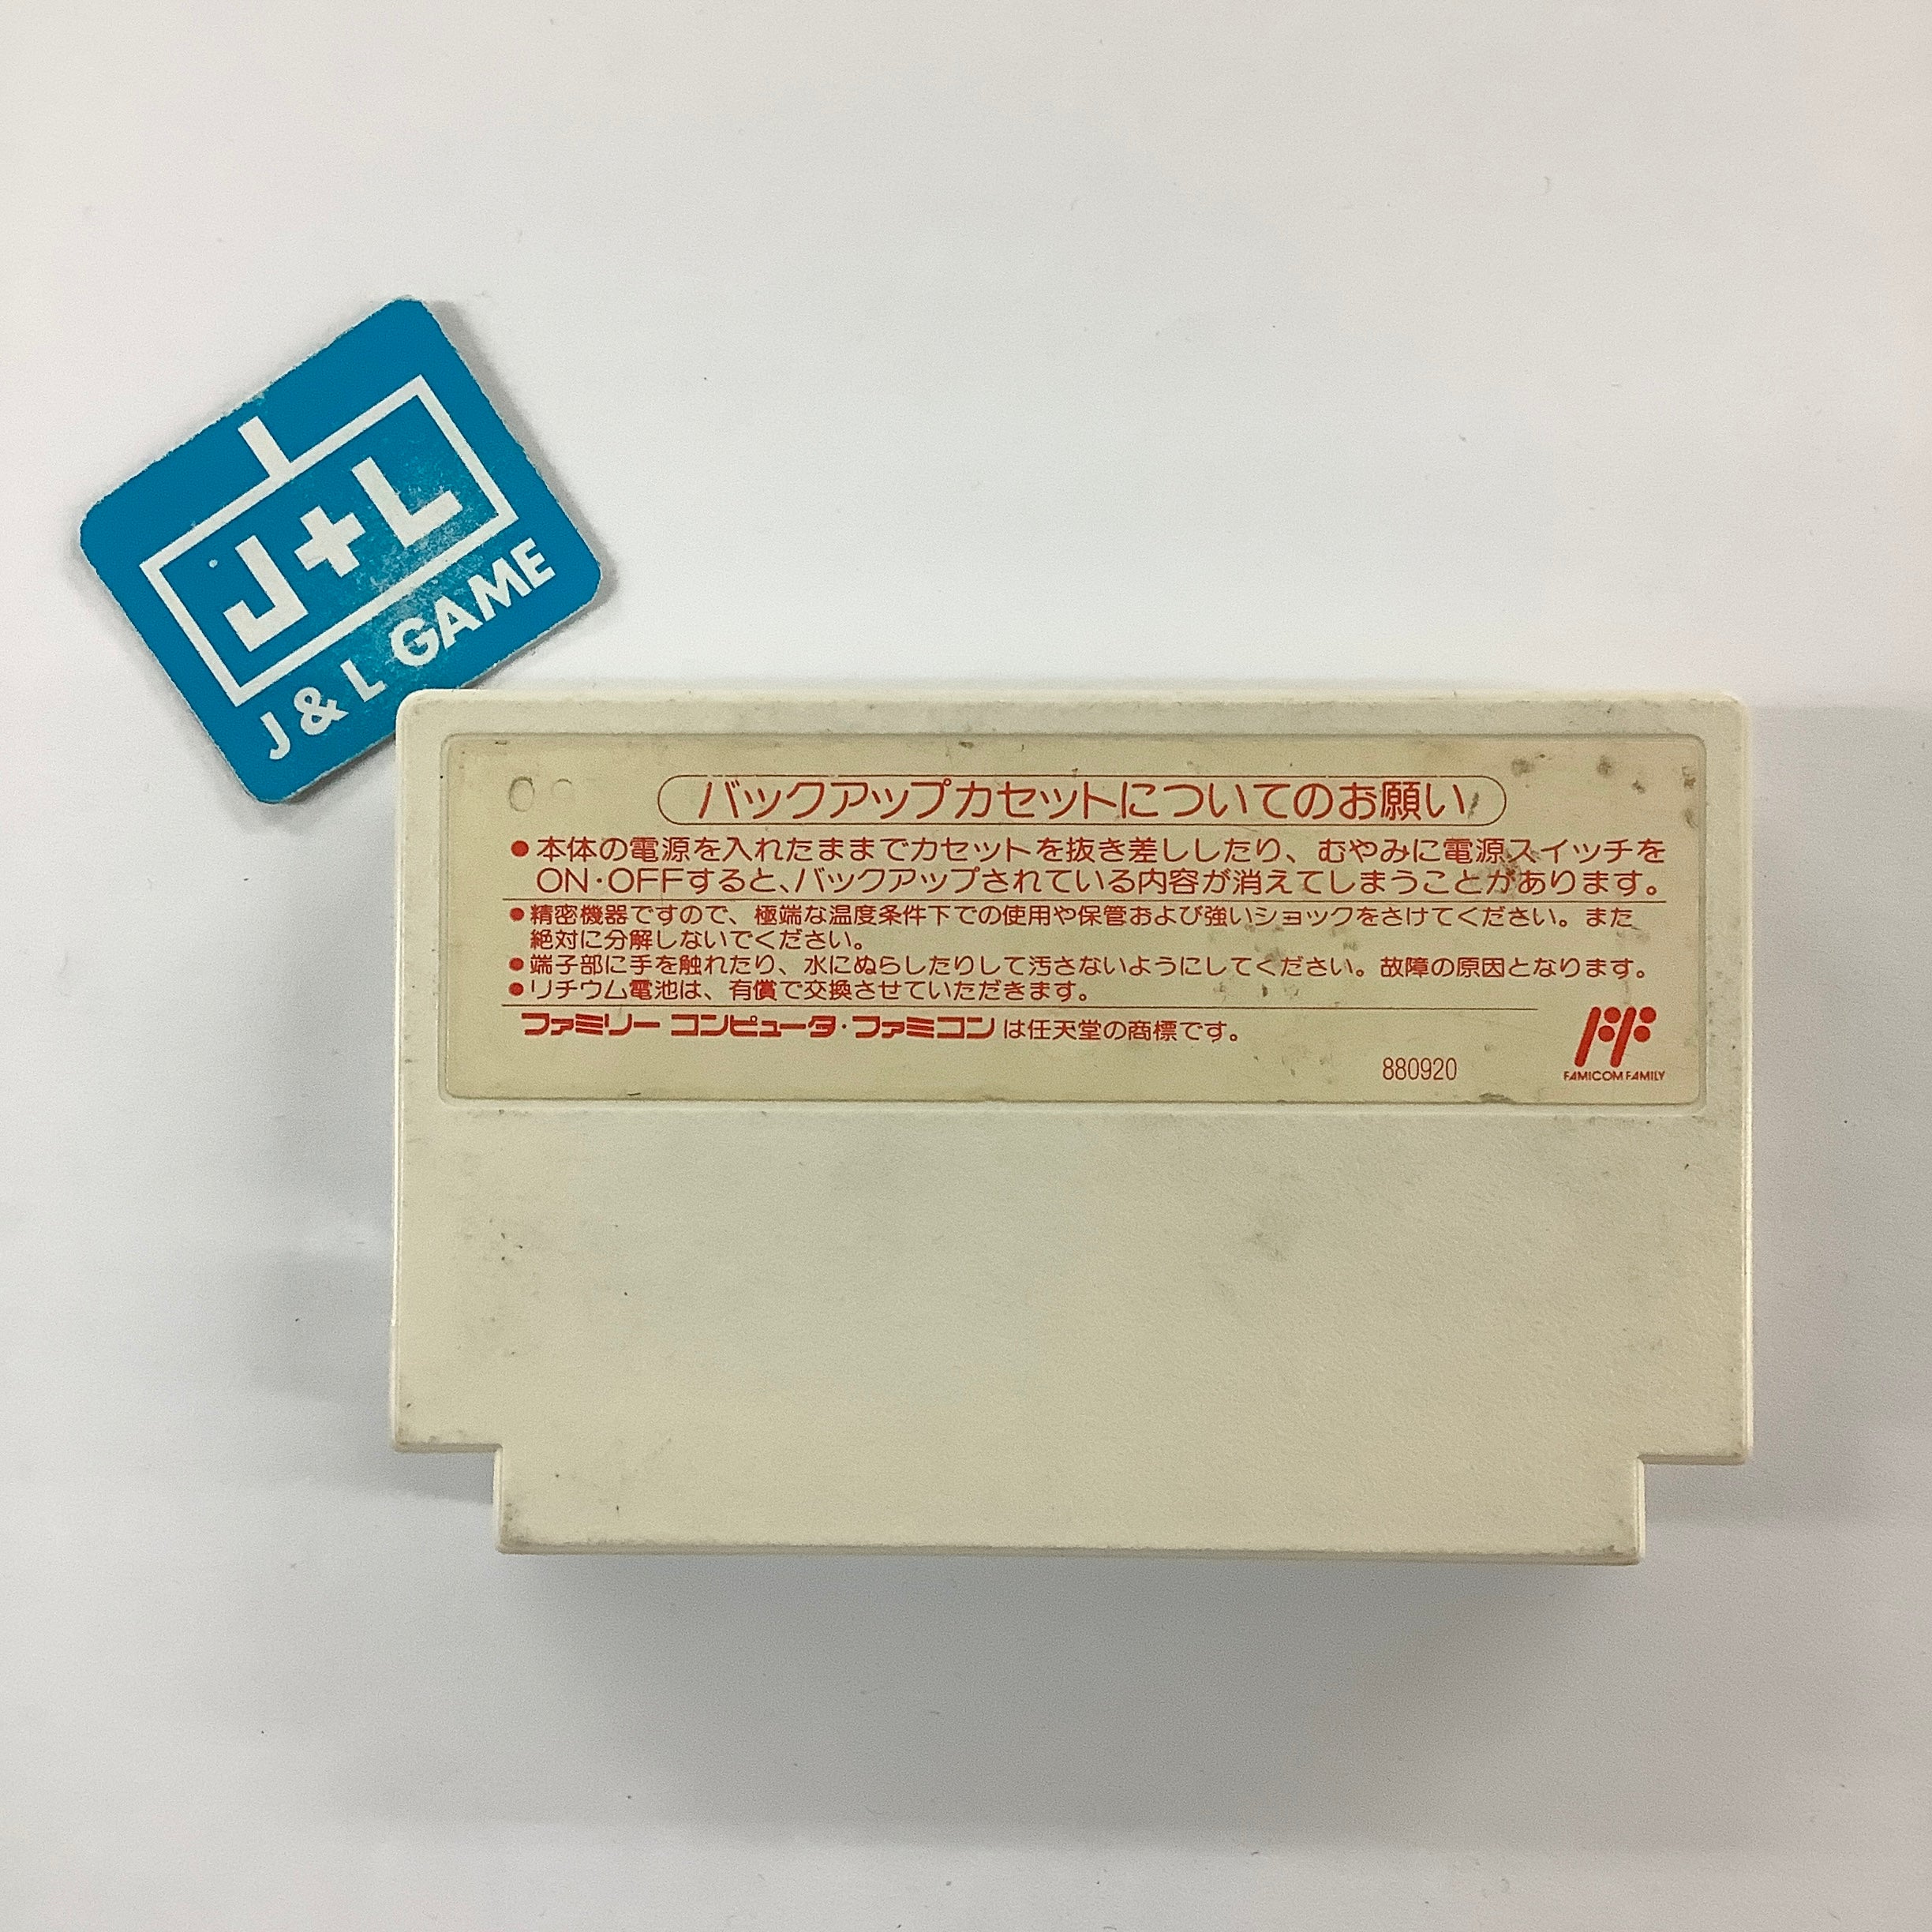 J+L
J & L GAME
バックアップカセットについてのお願い
●本体の電源を入れたままでカセットを抜き差ししたり、むやみに電源スイッチを
ON・OFFすると、バックアップされている内容が消えてしまうことがあります。
●精密機器ですので、極端な温度条件下での使用や保管および強いショックをさけてください。また
絶対に分解しないでください。
●端子部に手を触れたり、水にぬらしたりして汚さないようにしてください。故障の原因となります。
●リチウム電池は、有償で交換させていただきます。
ファミリー コンピュータ・ファミコン は任天堂の商標です。
880920
FAMICOM FAMILY